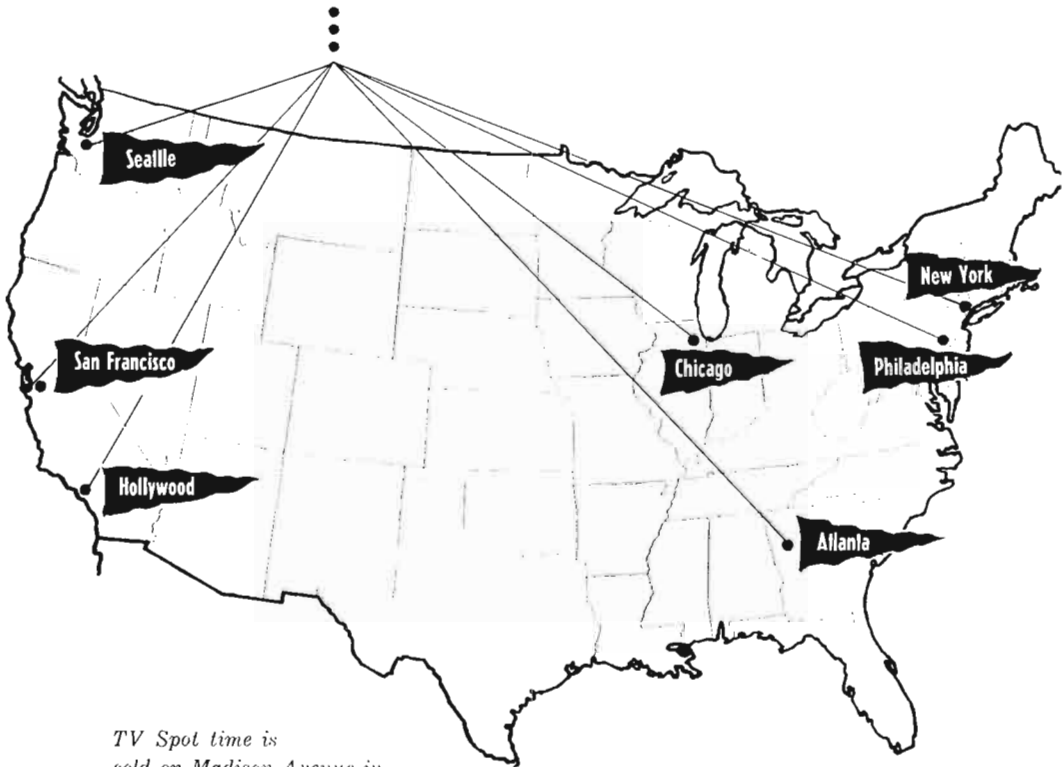 Seattle
New York
San Francisco
Chicago
Philadelphia
Hollywood
Atlanta
TV Spot time is
sold on Madison Avenue in